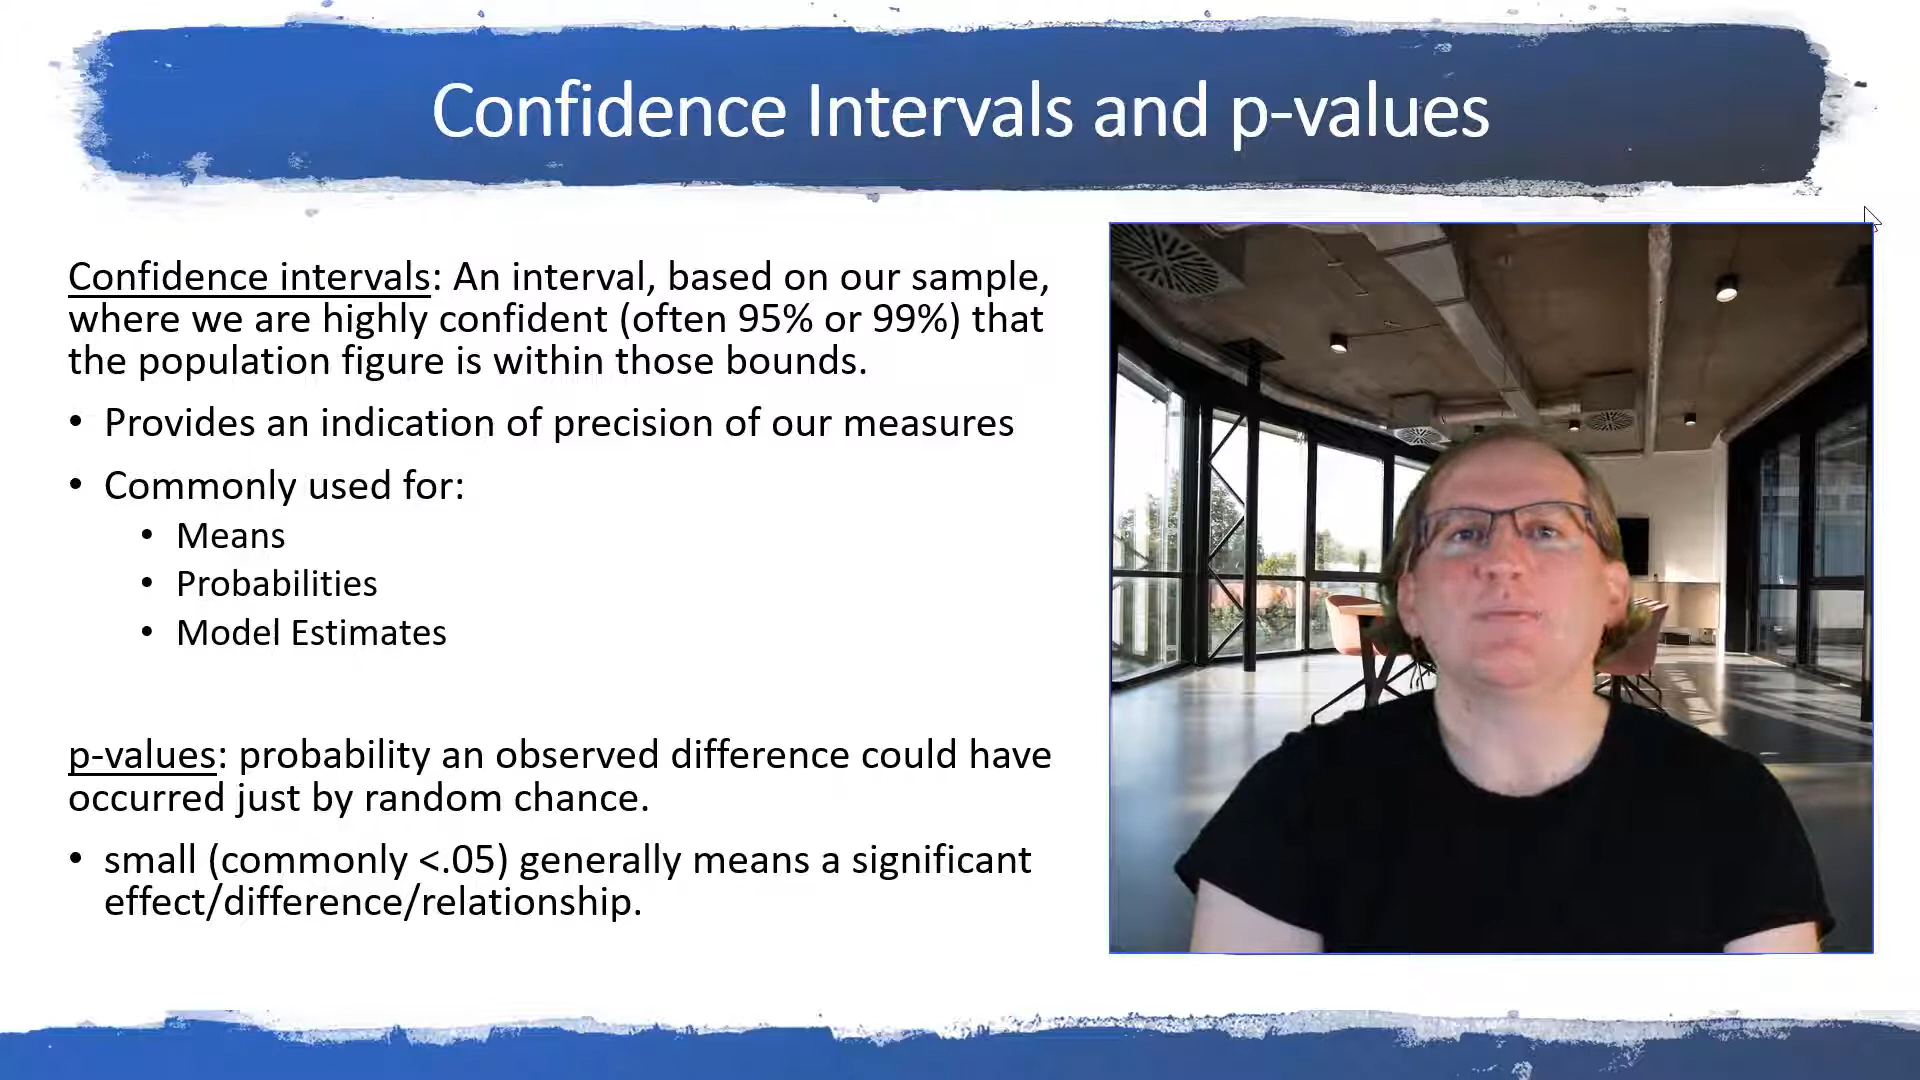 Confidence Intervals and p-values
Confidence intervals: An interval, based on our sample,
where we are highly confident (often 95% or 99%) that
the population figure is within those bounds.
• Provides an indication of precision of our measures
• Commonly used for:
• Means
• Probabilities
• Model Estimates
p-values: probability an observed difference could have
occurred just by random chance.
• small (commonly <.05) generally means a significant
effect/difference/relationship.